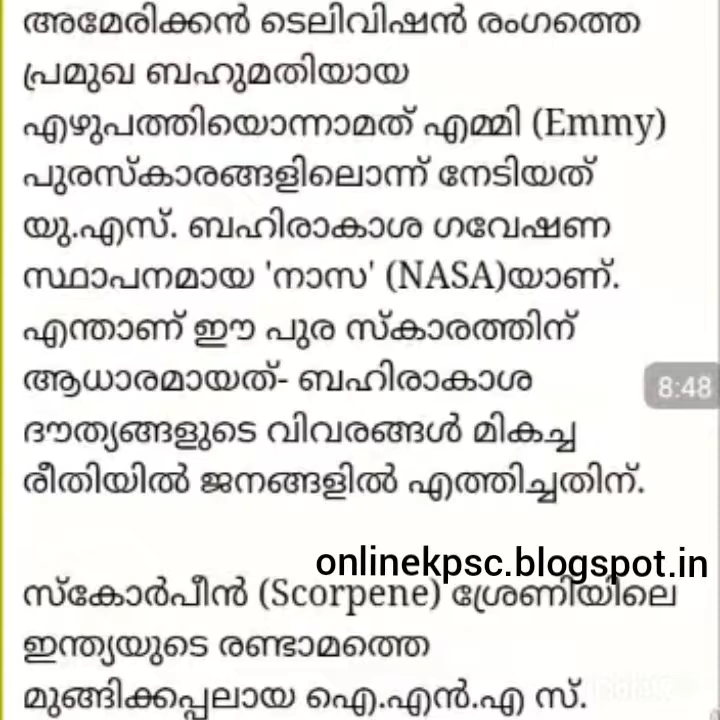 അമേരിക്കൻ ടെലിവിഷൻ രംഗത്തെ
പ്രമുഖ ബഹുമതിയായ
എഴുപത്തിയൊന്നാമത് എമ്മി (Emmy)
പുരസ്കാരങ്ങളിലൊന്ന് നേടിയത്
യു.എസ്. ബഹിരാകാശ ഗവേഷണ
സ്ഥാപനമായ 'നാസ' (NASA)യാണ്.
എന്താണ് ഈ പുര സ്കാരത്തിന്
ആധാരമായത്- ബഹിരാകാശ
8:48
ദൗത്യങ്ങളുടെ വിവരങ്ങൾ മികച്ച
രീതിയിൽ ജനങ്ങളിൽ എത്തിച്ചതിന്.
onlinekpsc.blogspot.in
സ്കോർപീൻ (Scorpene) ശ്രേണിയിലെ
ഇന്ത്യയുടെ രണ്ടാമത്തെ
മുങ്ങിക്കപ്പലായ ഐ.എൻ.എ സ്.